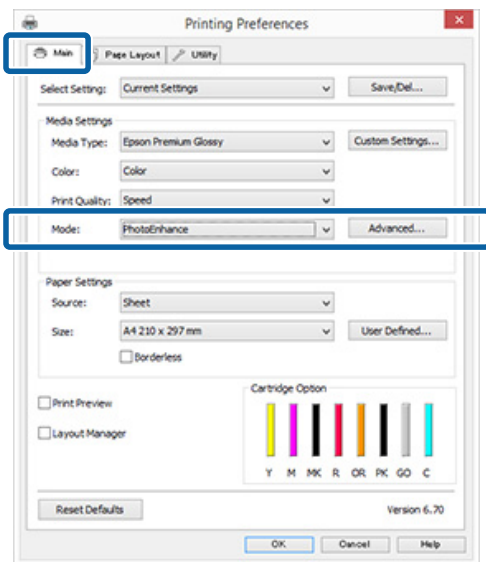 Printing Preferences
Main Page Layout Utility
Select Setting: Current Settings Save/Del...
Media Settings
Media Type: Epson Premium Glossy Custom Settings...
Color: Color
Print Quality: Speed
Mode: PhotoEnhance Advanced...
Paper Settings
Source: Sheet
Size: A4 210 x 297 mm User Defined...
Borderless
Cartridge Option
Print Preview
Layout Manager
Y M MK R OR PK GO C
Reset Defaults Version 6.70
OK Cancel Help